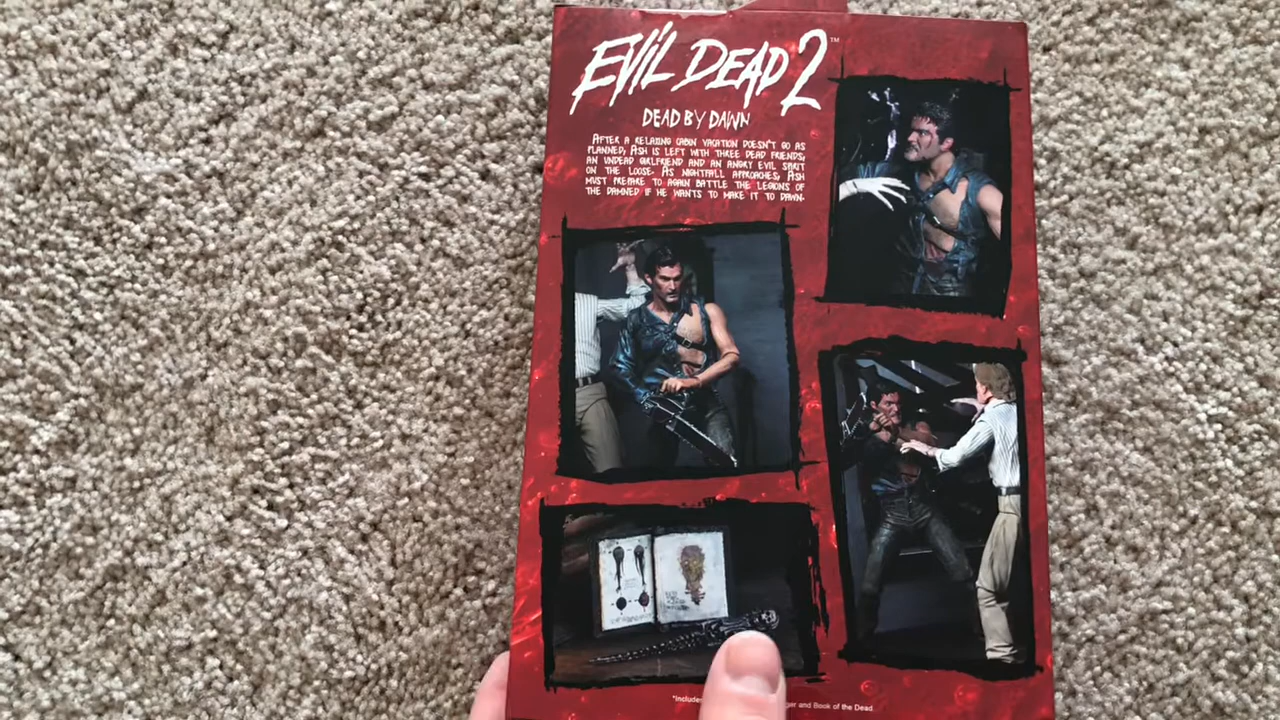 EVIL DEAD 2™
DEAD BY DAWN
AFTER A RELAXING CABIN VACATION DOESN'T GO AS
PLANNED, ASH IS LEFT WITH THREE DEAD FRIENDS,
AN UNDEAD GIRLFRIEND AND AN ANGRY EVIL SPIRIT
ON THE LOOSE. AS NIGHTFALL APPROACHES, ASH
MUST PREPARE TO AGAIN BATTLE THE LEGIONS OF
THE DAMNED IF HE WANTS TO MAKE IT TO DAWN.
*Includes and Book of the Dead